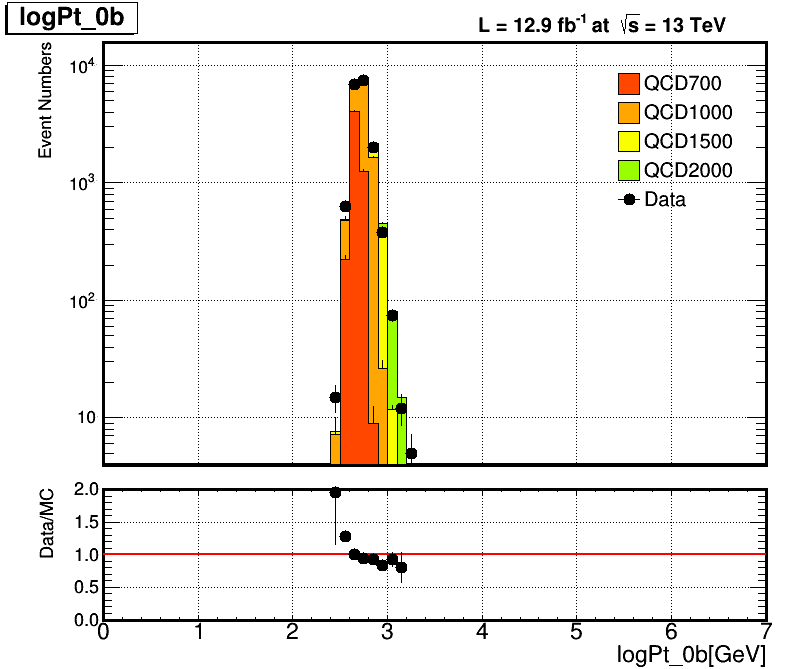 logPt_0b
L = 12.9 fb⁻¹ at √s = 13 TeV
Event Numbers
10⁴
10³
10²
10
QCD700
QCD1000
QCD1500
QCD2000
Data
Data/MC
2.0
1.5
1.0
0.5
0.0
0 1 2 3 4 5 6 7
logPt_0b[GeV]